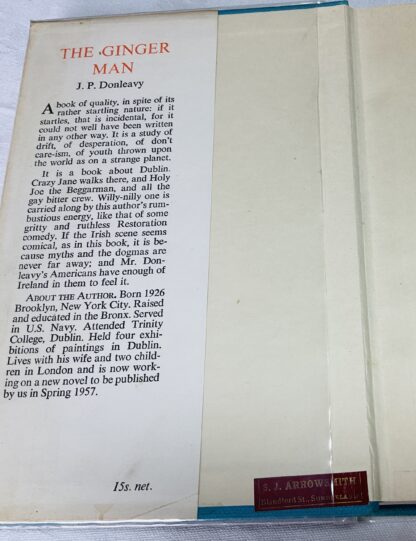 THE GINGER
MAN
J. P. Donleavy
A book of quality, in spite of its
rather startling nature: if it
startles, that is incidental, for it
could not well have been written
in any other way. It is a study of
drift, of desperation, of don't
care-ism, of youth thrown upon
the world as on a strange planet.
It is a book about Dublin.
Crazy Jane walks there, and Holy
Joe the Beggarman, and all the
gay bitter crew. Willy-nilly one is
carried along by this author's rum-
bustious energy, like that of some
gritty and ruthless Restoration
comedy. If the Irish scene seems
comical, as in this book, it is be-
cause myths and the dogmas are
never far away; and Mr. Don-
leavy's Americans have enough of
Ireland in them to feel it.
ABOUT THE AUTHOR. Born 1926
Brooklyn, New York City. Raised
and educated in the Bronx. Served
in U.S. Navy. Attended Trinity
College, Dublin. Held four exhi-
bitions of paintings in Dublin.
Lives with his wife and two chil-
dren in London and is now work-
ing on a new novel to be published
by us in Spring 1957.
15s. net.
S. J. ARROWSMITH
Blandford St., Sunderland